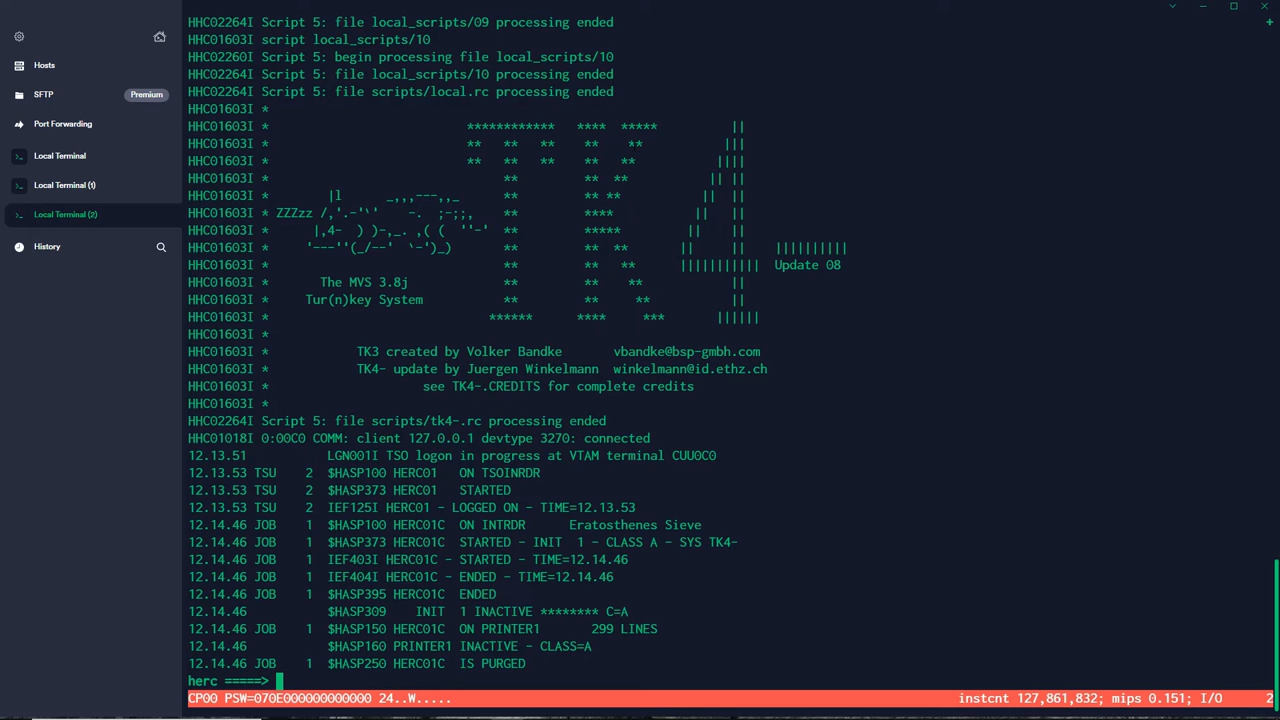 HHC02264I Script 5: file local_scripts/09 processing ended
HHC01603I script local_scripts/10
HHC02260I Script 5: begin processing file local_scripts/10
HHC02264I Script 5: file local_scripts/10 processing ended
HHC02264I Script 5: file scripts/local.rc processing ended
HHC01603I *
HHC01603I *                           ************   ****  *****          ||
HHC01603I *                           **   **   **    **    **           |||
HHC01603I *                           **   **   **    **   **           ||||
HHC01603I *                                **         **  **           || ||
HHC01603I *        |l      _,,,---,,_      **         ** **           ||  ||
HHC01603I * ZZZzz /,'.-'`'    -.  ;-;;,    **         ****           ||   ||
HHC01603I *      |,4-  ) )-,_. ,( (  ''-'  **         *****         ||    ||
HHC01603I *     '---''(_/--'  `-')_)       **         **  **       ||     ||    ||||||||||
HHC01603I *                                **         **   **      |||||||||||  Update 08
HHC01603I *       The MVS 3.8j             **         **    **            ||
HHC01603I *     Tur(n)key System           **         **     **           ||
HHC01603I *                              ******      ****    ***      ||||||
HHC01603I *
HHC01603I *            TK3 created by Volker Bandke       vbandke@bsp-gmbh.com
HHC01603I *            TK4- update by Juergen Winkelmann  winkelmann@id.ethz.ch
HHC01603I *                     see TK4-.CREDITS for complete credits
HHC01603I *
HHC02264I Script 5: file scripts/tk4-.rc processing ended
HHC01018I 0:00C0 COMM: client 127.0.0.1 devtype 3270: connected
12.13.51           LGN001I TSO logon in progress at VTAM terminal CUU0C0
12.13.53 TSU    2  $HASP100 HERC01   ON TSOINRDR
12.13.53 TSU    2  $HASP373 HERC01   STARTED
12.13.53 TSU    2  IEF125I HERC01 - LOGGED ON - TIME=12.13.53
12.14.46 JOB    1  $HASP100 HERC01C  ON INTRDR      Eratosthenes Sieve
12.14.46 JOB    1  $HASP373 HERC01C  STARTED - INIT  1 - CLASS A - SYS TK4-
12.14.46 JOB    1  IEF403I HERC01C - STARTED - TIME=12.14.46
12.14.46 JOB    1  IEF404I HERC01C - ENDED - TIME=12.14.46
12.14.46 JOB    1  $HASP395 HERC01C  ENDED
12.14.46           $HASP309    INIT  1 INACTIVE ******** C=A
12.14.46 JOB    1  $HASP150 HERC01C  ON PRINTER1      299 LINES
12.14.46           $HASP160 PRINTER1 INACTIVE - CLASS=A
12.14.46 JOB    1  $HASP250 HERC01C  IS PURGED
herc =====>
CP00 PSW=070E000000000000 24..W..... instcnt 127,861,832; mips 0.151; I/O 2
Hosts
SFTP Premium
Port Forwarding
Local Terminal
Local Terminal (1)
Local Terminal (2)
History